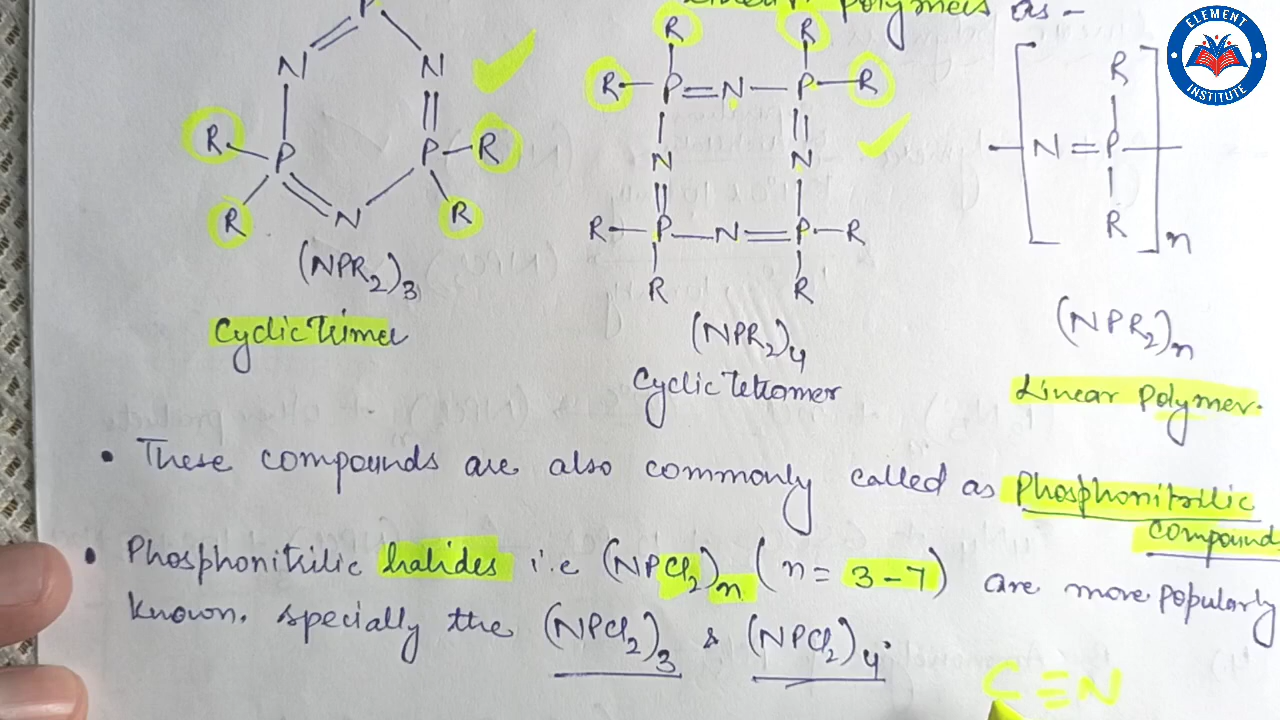 Linear polymers as -
P
N
N
R
P
P
R
R
N
R
(NPR2)3
Cyclic trimer
R
R
R
P
N
P
R
N
N
R
P
N
P
R
R
R
(NPR2)4
Cyclic Tetramer
R
N = P
R
n
(NPR2)n
Linear Polymer.
• These compounds are also commonly called as Phosphonitrilic
compound
• Phosphonitrilic halides i.e (NPCl2)n (n = 3-7) are more popularly
known. specially the (NPCl2)3 & (NPCl2)4.
C≡N
ELEMENT
INSTITUTE